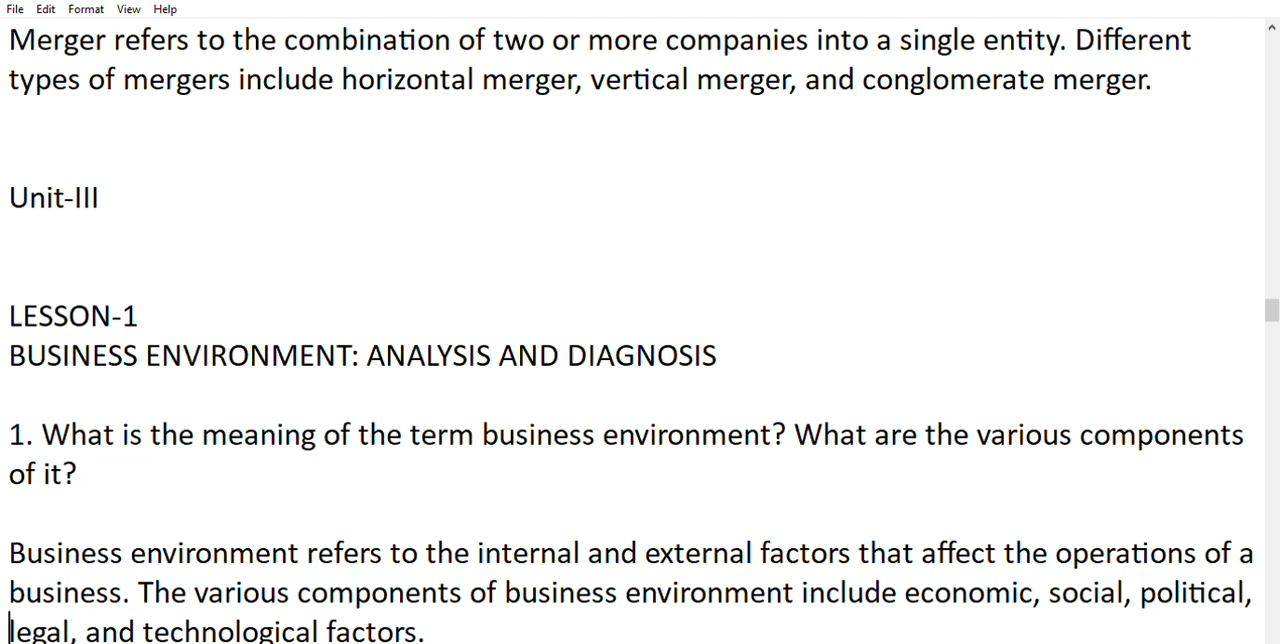 File Edit Format View Help
Merger refers to the combination of two or more companies into a single entity. Different
types of mergers include horizontal merger, vertical merger, and conglomerate merger.
Unit-III
LESSON-1
BUSINESS ENVIRONMENT: ANALYSIS AND DIAGNOSIS
1. What is the meaning of the term business environment? What are the various components
of it?
Business environment refers to the internal and external factors that affect the operations of a
business. The various components of business environment include economic, social, political,
legal, and technological factors.